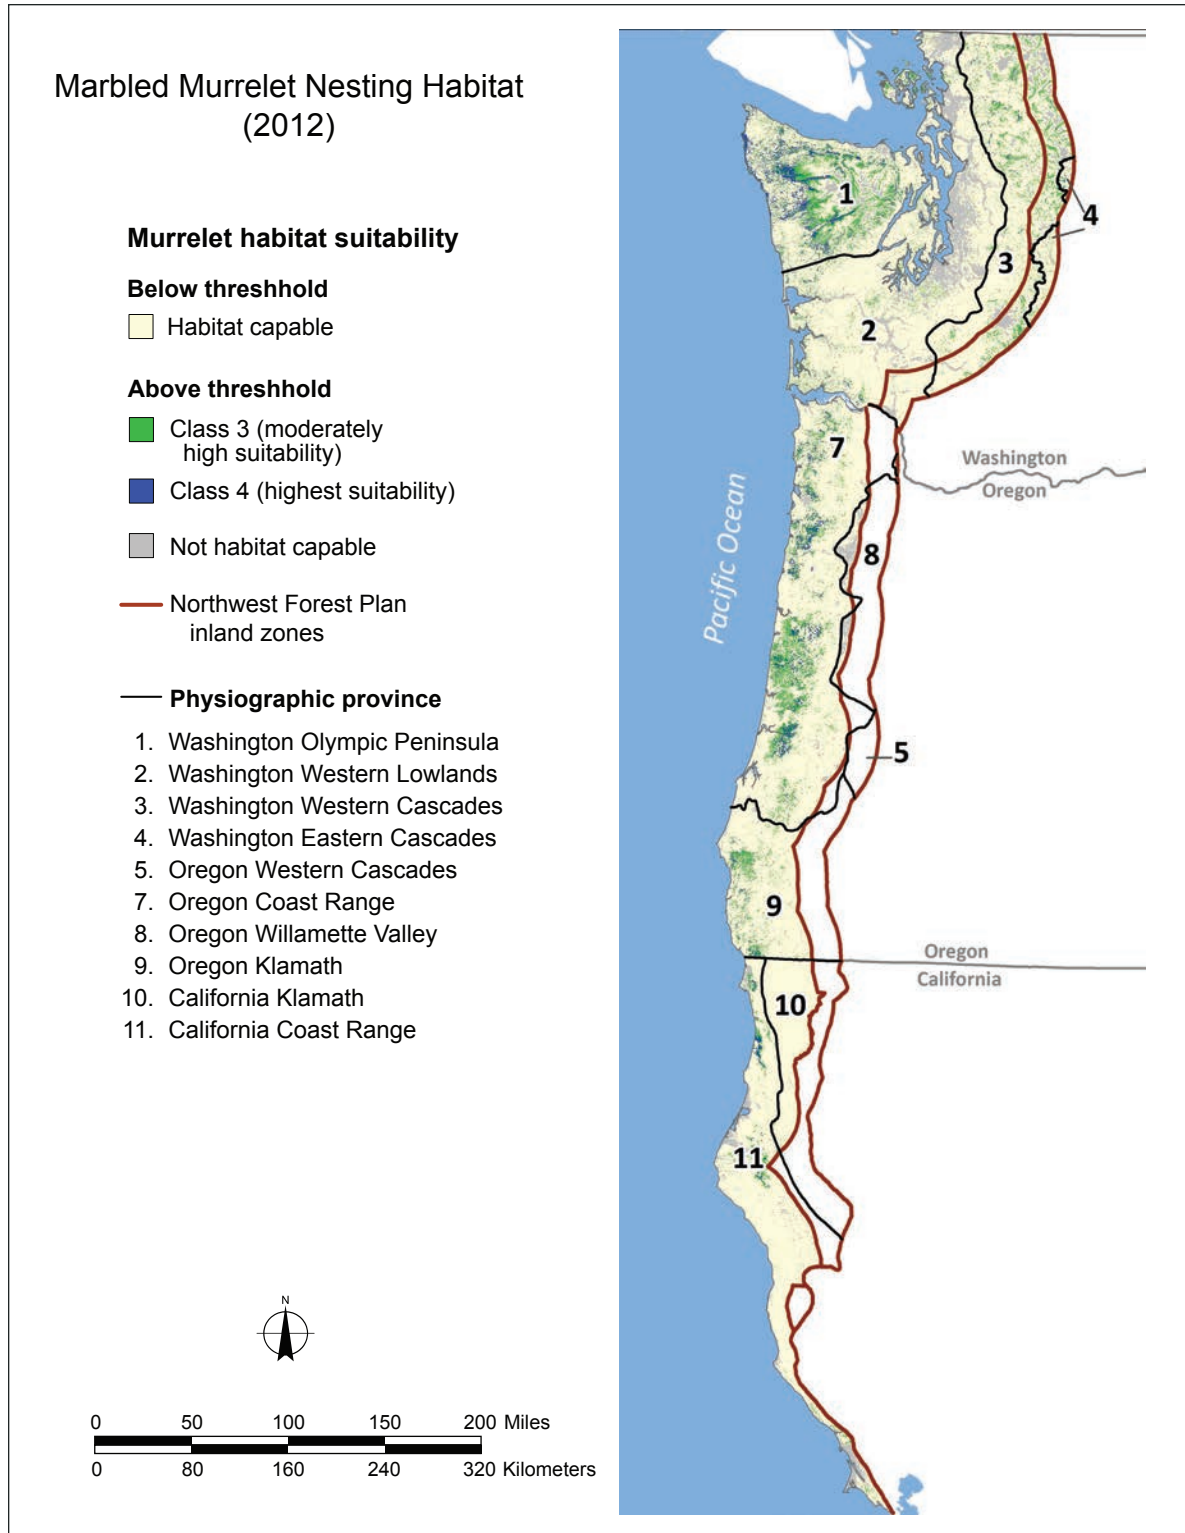 Marbled Murrelet Nesting Habitat
(2012)
Murrelet habitat suitability
Below threshhold
Habitat capable
Above threshhold
Class 3 (moderately
high suitability)
Class 4 (highest suitability)
Not habitat capable
Northwest Forest Plan
inland zones
Physiographic province
1. Washington Olympic Peninsula
2. Washington Western Lowlands
3. Washington Western Cascades
4. Washington Eastern Cascades
5. Oregon Western Cascades
7. Oregon Coast Range
8. Oregon Willamette Valley
9. Oregon Klamath
10. California Klamath
11. California Coast Range
N
0 50 100 150 200 Miles
0 80 160 240 320 Kilometers
1
4
3
2
7
Washington
Oregon
Pacific Ocean
8
5
9
Oregon
California
10
11